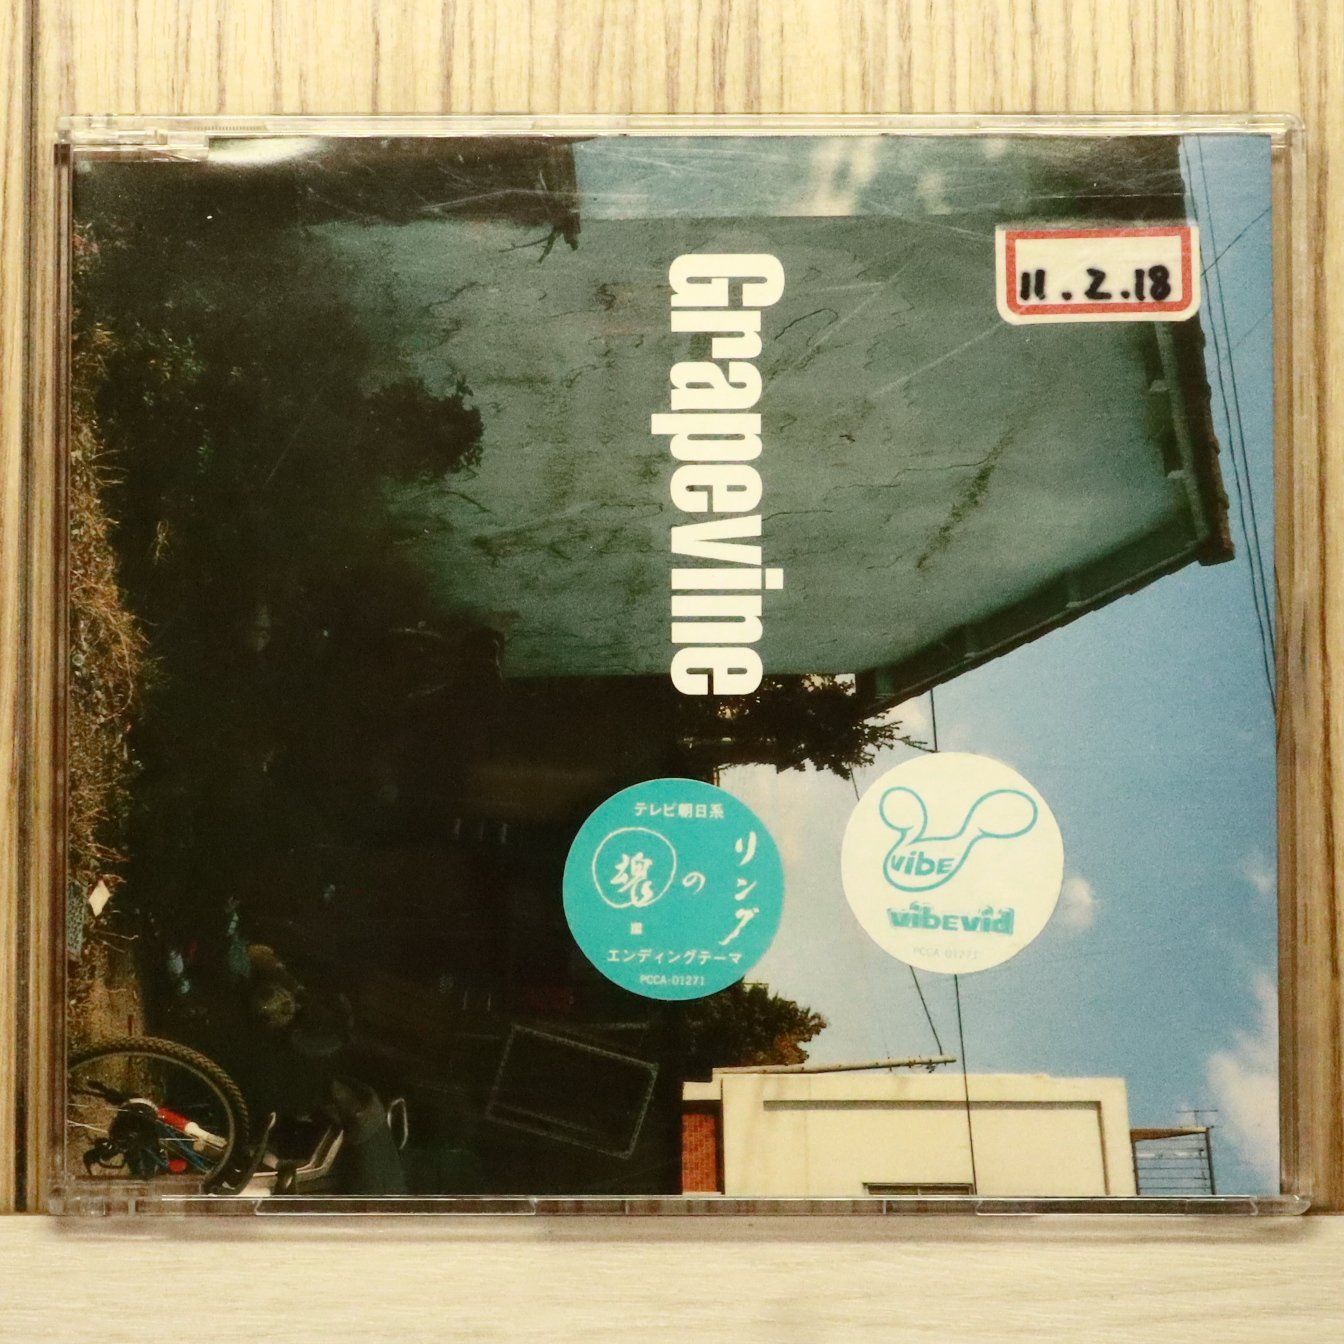 Grapevine
11.2.18
テレビ朝日系
リング
の
魂
エンディングテーマ
PCCA-01271
VibE
VibEVid
PCCA-01271